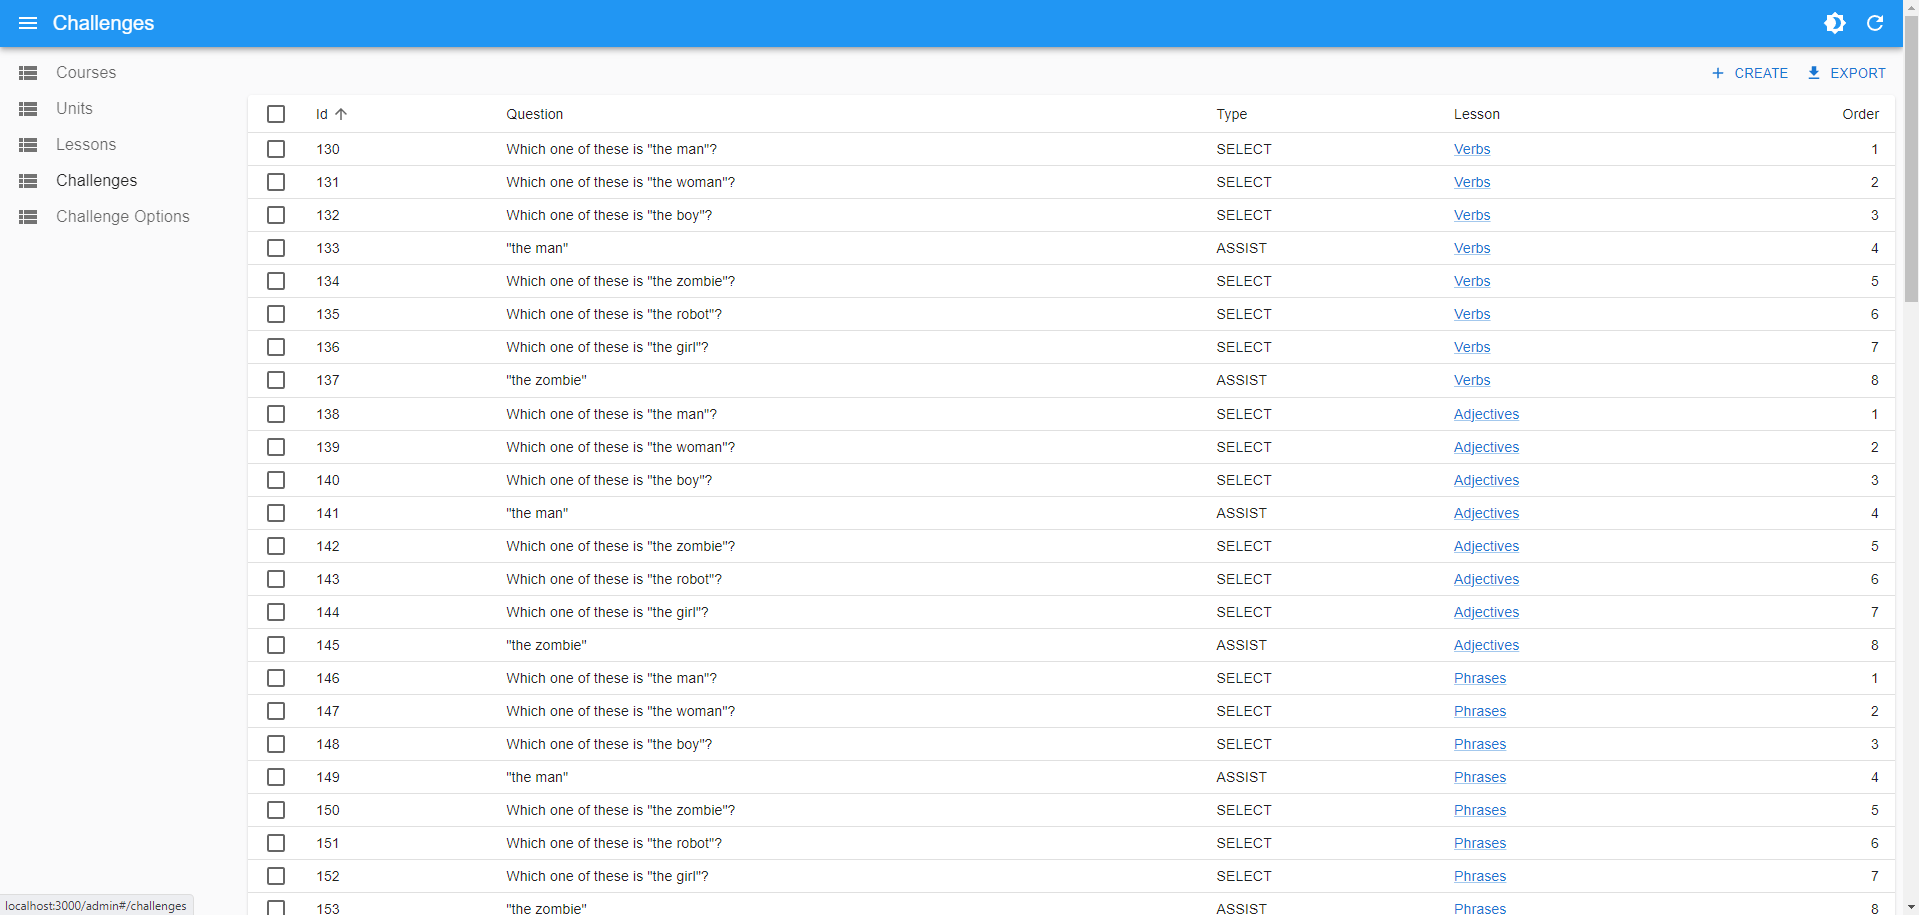 Challenges
Courses
Units
Lessons
Challenges
Challenge Options
CREATE EXPORT
Id Question Type Lesson Order
130 Which one of these is "the man"? SELECT Verbs 1
131 Which one of these is "the woman"? SELECT Verbs 2
132 Which one of these is "the boy"? SELECT Verbs 3
133 "the man" ASSIST Verbs 4
134 Which one of these is "the zombie"? SELECT Verbs 5
135 Which one of these is "the robot"? SELECT Verbs 6
136 Which one of these is "the girl"? SELECT Verbs 7
137 "the zombie" ASSIST Verbs 8
138 Which one of these is "the man"? SELECT Adjectives 1
139 Which one of these is "the woman"? SELECT Adjectives 2
140 Which one of these is "the boy"? SELECT Adjectives 3
141 "the man" ASSIST Adjectives 4
142 Which one of these is "the zombie"? SELECT Adjectives 5
143 Which one of these is "the robot"? SELECT Adjectives 6
144 Which one of these is "the girl"? SELECT Adjectives 7
145 "the zombie" ASSIST Adjectives 8
146 Which one of these is "the man"? SELECT Phrases 1
147 Which one of these is "the woman"? SELECT Phrases 2
148 Which one of these is "the boy"? SELECT Phrases 3
149 "the man" ASSIST Phrases 4
150 Which one of these is "the zombie"? SELECT Phrases 5
151 Which one of these is "the robot"? SELECT Phrases 6
152 Which one of these is "the girl"? SELECT Phrases 7
153 "the zombie" ASSIST Phrases 8
localhost:3000/admin#/challenges